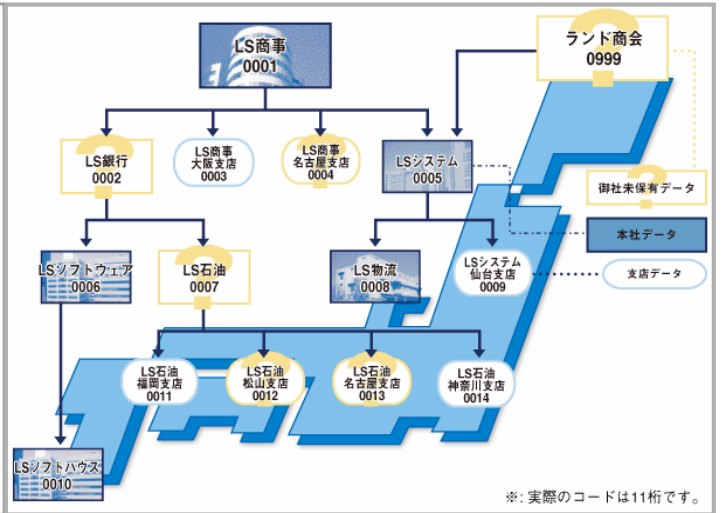 LS商事
0001
ランド商会
0999
LS銀行
0002
LS商事
大阪支店
0003
LS商事
名古屋支店
0004
LSシステム
0005
御社未保有データ
本社データ
支店データ
LSソフトウェア
0006
LS石油
0007
LS物流
0008
LSシステム
仙台支店
0009
LS石油
福岡支店
0011
LS石油
松山支店
0012
LS石油
名古屋支店
0013
LS石油
神奈川支店
0014
LSソフトハウス
0010
※: 実際のコードは11桁です。